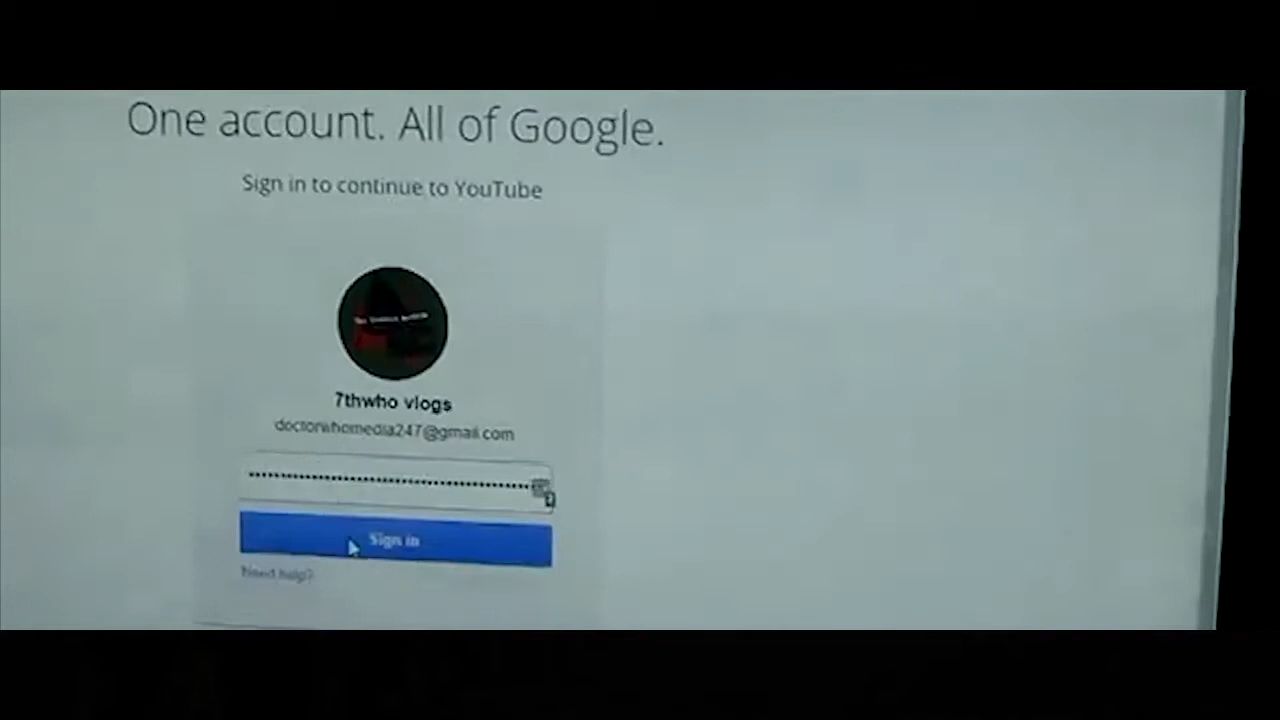 One account. All of Google.
Sign in to continue to YouTube
7thwho vlogs
doctorwhomedia247@gmail.com
Sign in
Need help?